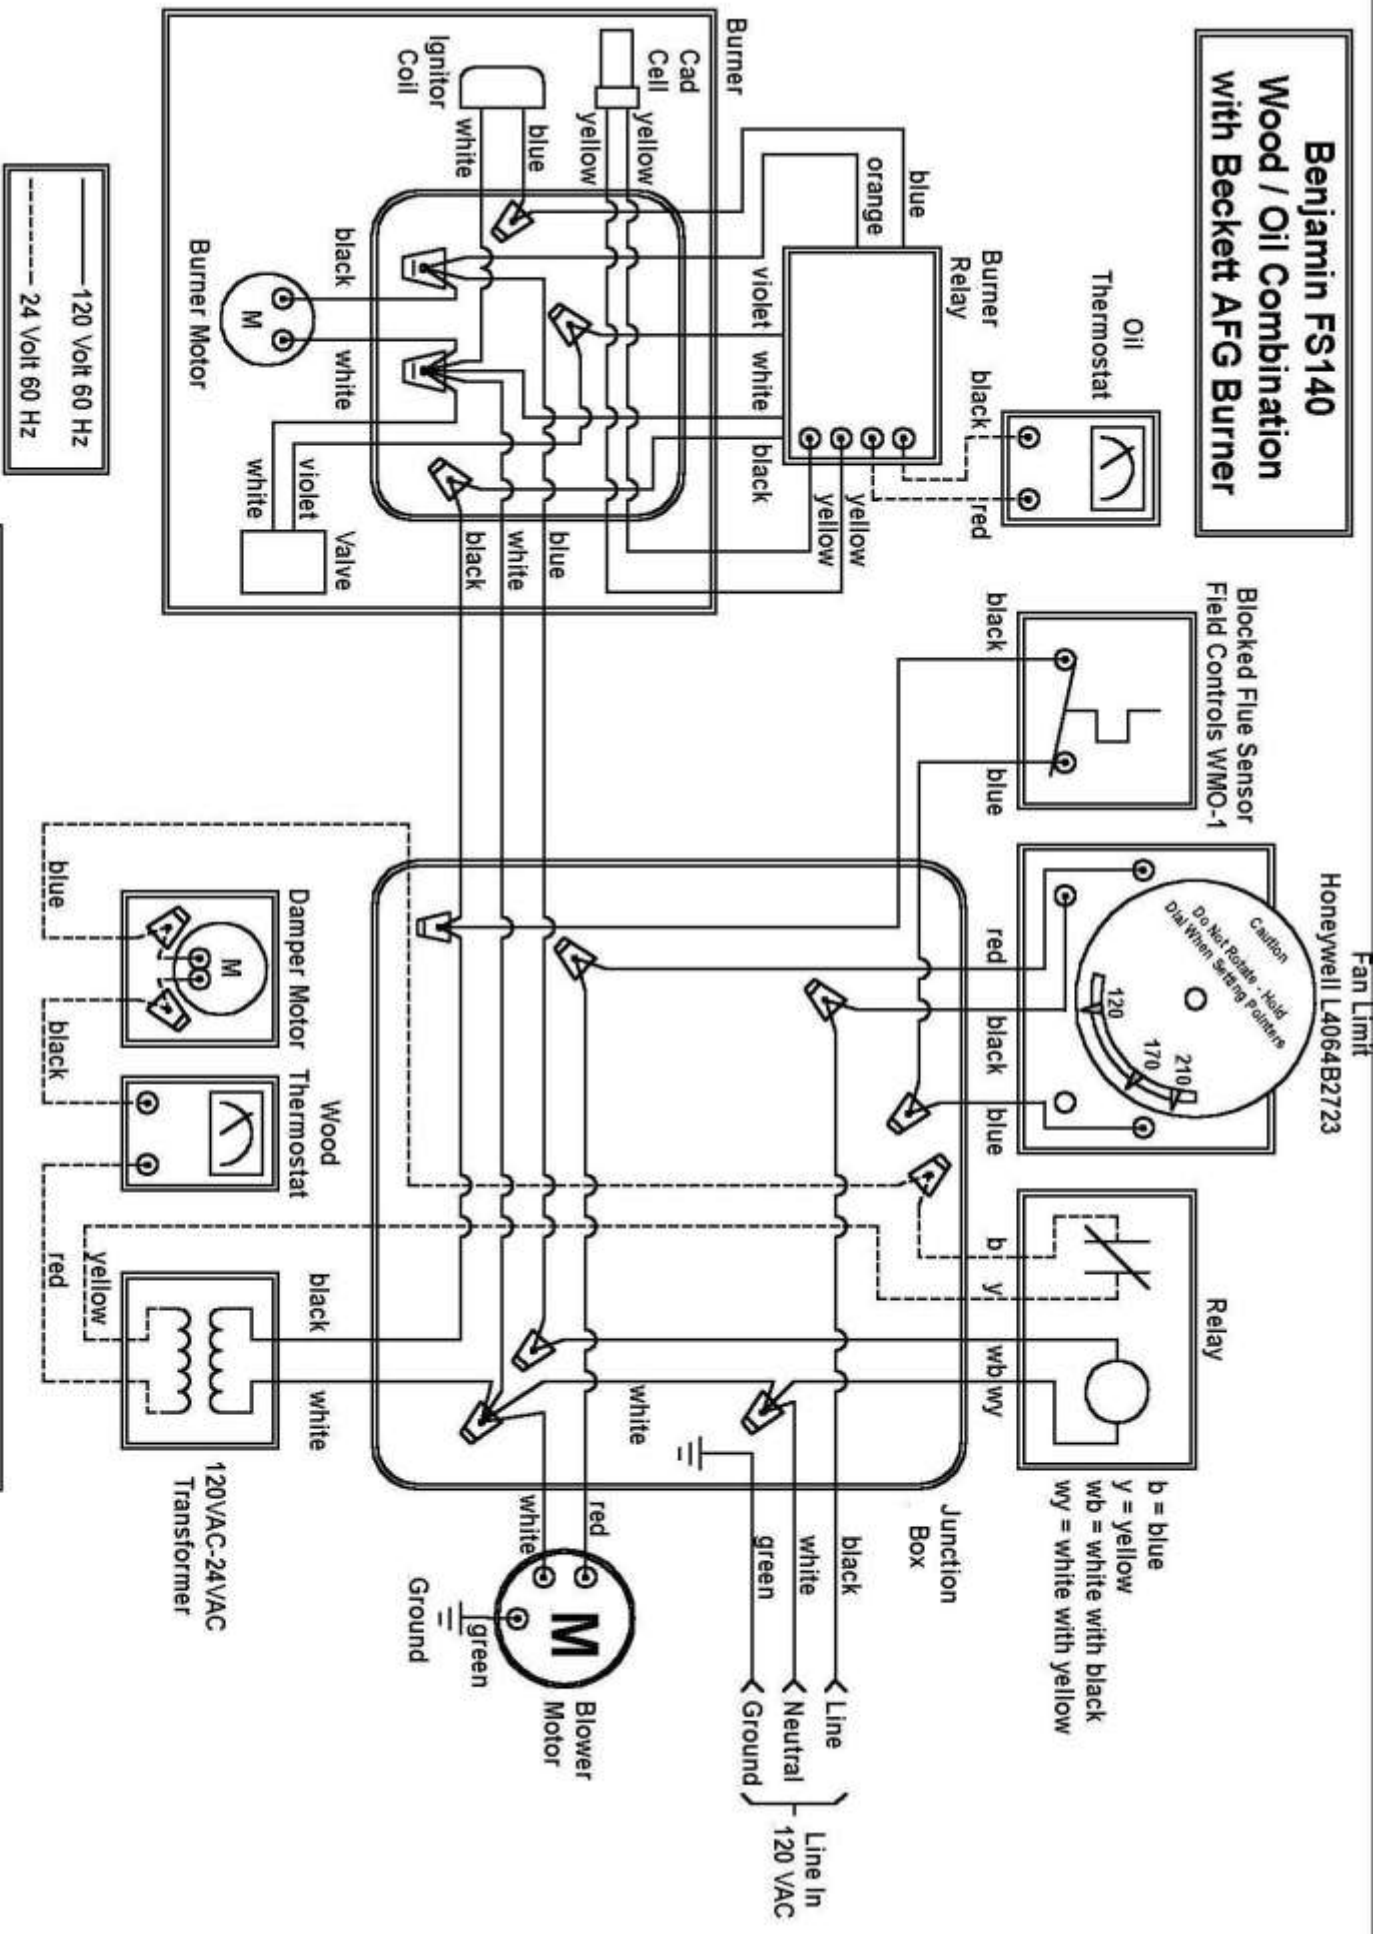 Benjamin FS140
Wood / Oil Combination
with Beckett AFG Burner
Oil
Thermostat
black
red
Burner
Relay
blue
orange
violet
white
black
yellow
yellow
Burner
Cad
Cell
yellow
yellow
Ignitor
Coil
blue
white
black
white
Burner Motor
M
violet
white
Valve
blue
white
black
120 Volt 60 Hz
24 Volt 60 Hz
Blocked Flue Sensor
Field Controls WMO-1
black
blue
Fan Limit
Honeywell L4064B2723
Caution
Do Not Rotate - Hold
Dial When Setting Pointers
120
170
210
red
black
blue
Relay
b
y
wb
wy
b = blue
y = yellow
wb = white with black
wy = white with yellow
Junction
Box
white
black
white
green
Line
Neutral
Ground
Line In
120 VAC
red
white
M
Blower
Motor
green
Ground
Damper Motor
M
blue
black
Wood
Thermostat
red
yellow
black
white
120VAC-24VAC
Transformer